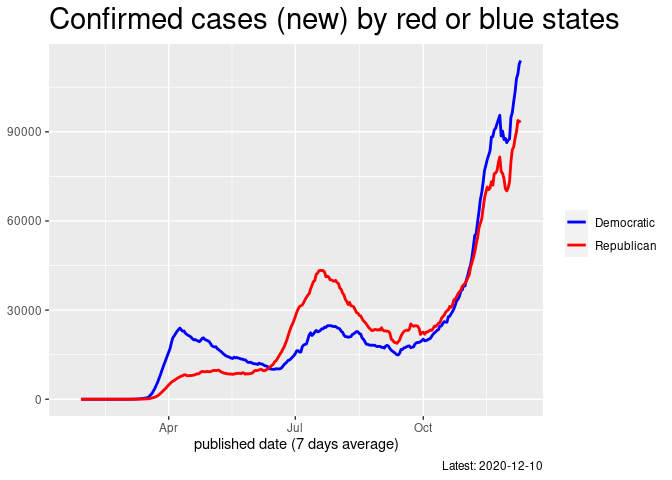 Confirmed cases (new) by red or blue states
90000
60000
30000
0
Apr
Jul
Oct
published date (7 days average)
Latest: 2020-12-10
Democratic
Republican